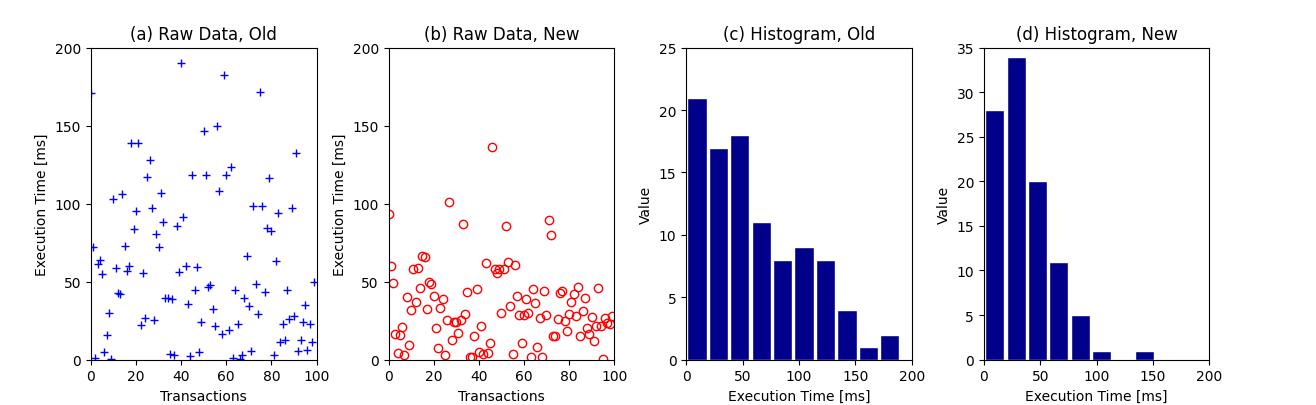 (a) Raw Data, Old
Execution Time [ms]
200
150
100
50
0
0 20 40 60 80 100
Transactions
(b) Raw Data, New
Execution Time [ms]
200
150
100
50
0
0 20 40 60 80 100
Transactions
(c) Histogram, Old
Value
25
20
15
10
5
0
0 50 100 150 200
Execution Time [ms]
(d) Histogram, New
Value
35
30
25
20
15
10
5
0
0 50 100 150 200
Execution Time [ms]